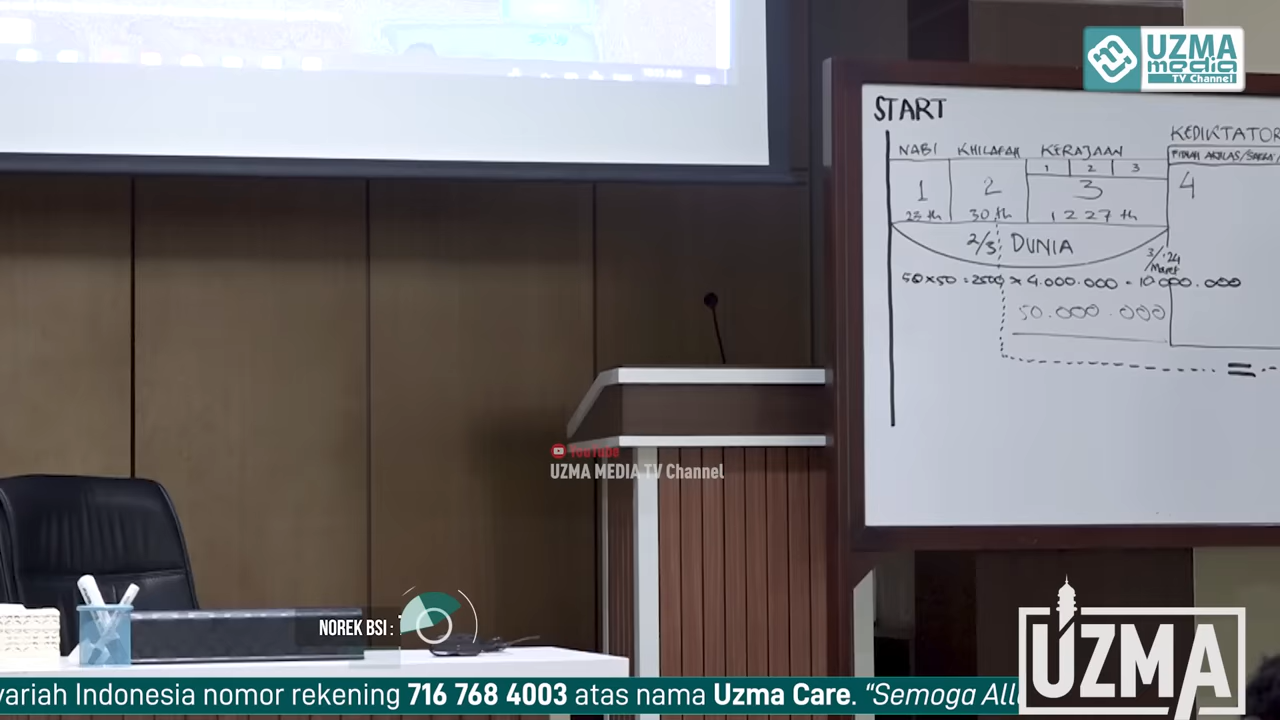 UZMA
media
TV Channel
START
NABI KHILAFAH KERAJAAN
KEDIKTATOR
1 2 3
1 2 3 4
23 th 30 th 1227 th
2/3 DUNIA
3/'24
Maret
50x50 = 2500 x 4.000.000 = 10.000.000
50.000.000
=
YouTube
UZMA MEDIA TV Channel
NOREK BSI :
yariah Indonesia nomor rekening 716 768 4003 atas nama Uzma Care. "Semoga All
UZMA